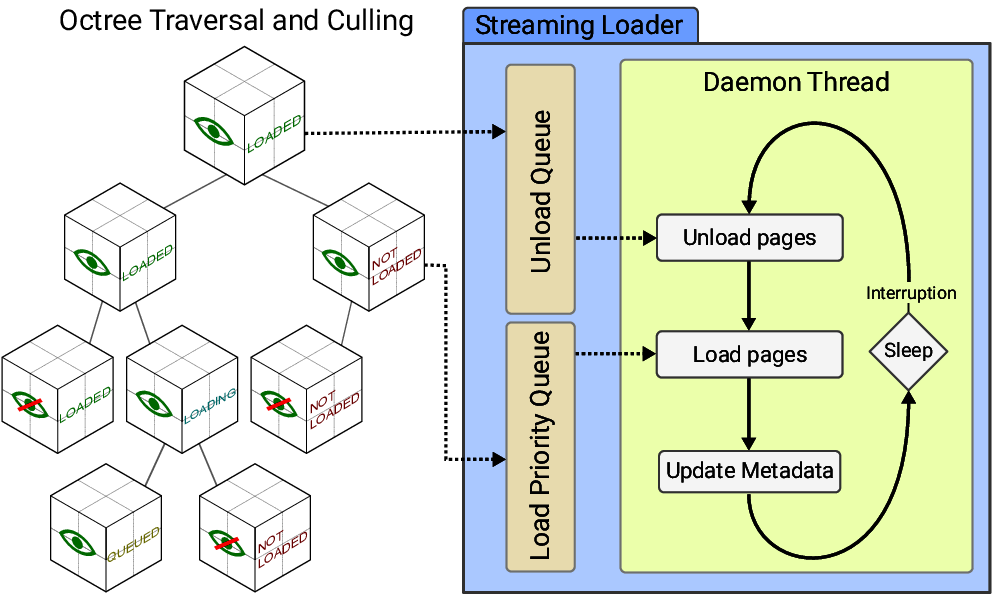 Octree Traversal and Culling
LOADED
LOADED
NOT
LOADED
LOADED
LOADING
NOT
LOADED
QUEUED
NOT
LOADED
Streaming Loader
Unload Queue
Load Priority Queue
Daemon Thread
Unload pages
Load pages
Update Metadata
Interruption
Sleep